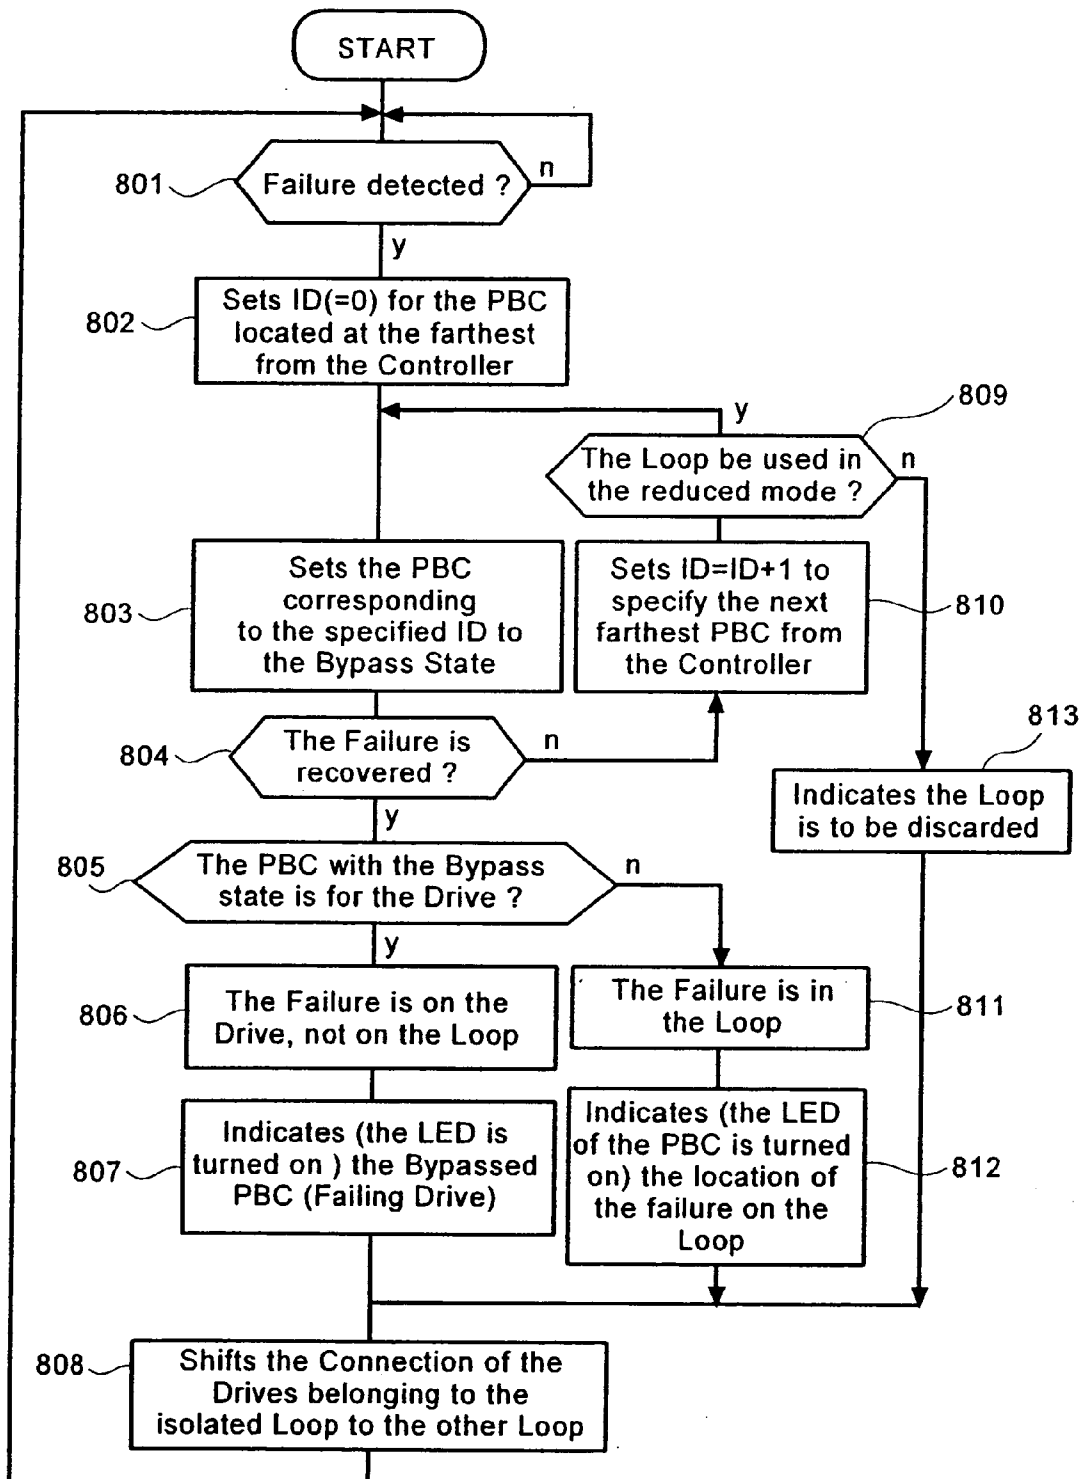 START
801
Failure detected ?
n
y
802
Sets ID(=0) for the PBC
located at the farthest
from the Controller
y
809
The Loop be used in
the reduced mode ?
n
803
Sets the PBC
corresponding
to the specified ID to
the Bypass State
Sets ID=ID+1 to
specify the next
farthest PBC from
the Controller
810
804
The Failure is
recovered ?
n
y
813
Indicates the Loop
is to be discarded
805
The PBC with the Bypass
state is for the Drive ?
n
y
806
The Failure is on the
Drive, not on the Loop
The Failure is in
the Loop
811
807
Indicates (the LED is
turned on ) the Bypassed
PBC (Failing Drive)
Indicates (the LED
of the PBC is turned
on) the location of
the failure on the
Loop
812
808
Shifts the Connection of the
Drives belonging to the
isolated Loop to the other Loop